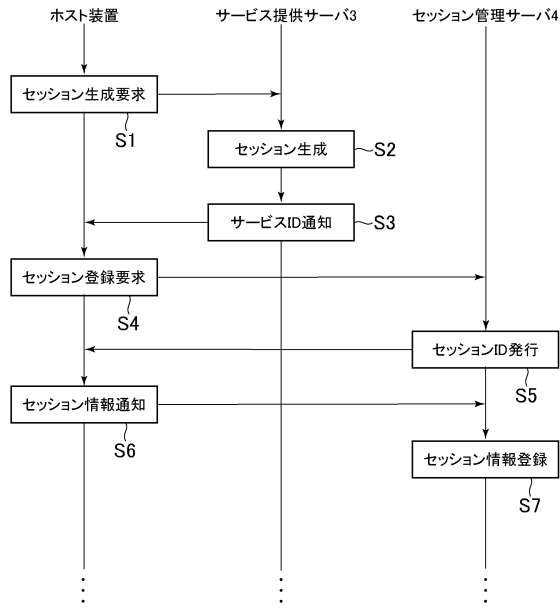 ホスト装置
サービス提供サーバ3
セッション管理サーバ4
セッション生成要求
S1
セッション生成
S2
サービスID通知
S3
セッション登録要求
S4
セッションID発行
S5
セッション情報通知
S6
セッション情報登録
S7